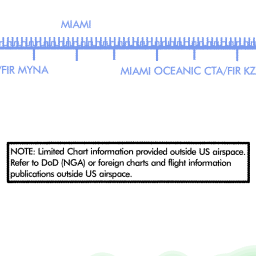 MIAMI
/FIR MYNA
MIAMI OCEANIC CTA/FIR KZ
NOTE: Limited Chart information provided outside US airspace.
Refer to DoD (NGA) or foreign charts and flight information
publications outside US airspace.